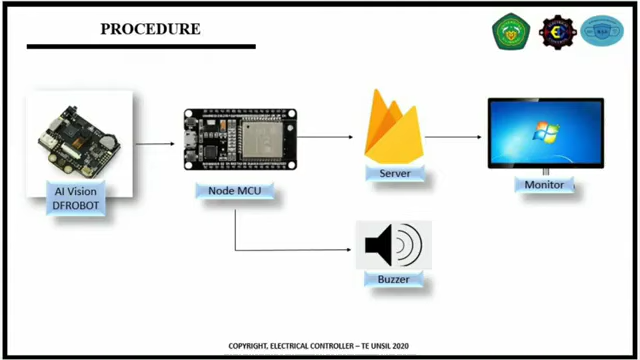 PROCEDURE
AI Vision
DFROBOT
Node MCU
Server
Monitor
Buzzer
COPYRIGHT, ELECTRICAL CONTROLLER – TE UNSIL 2020